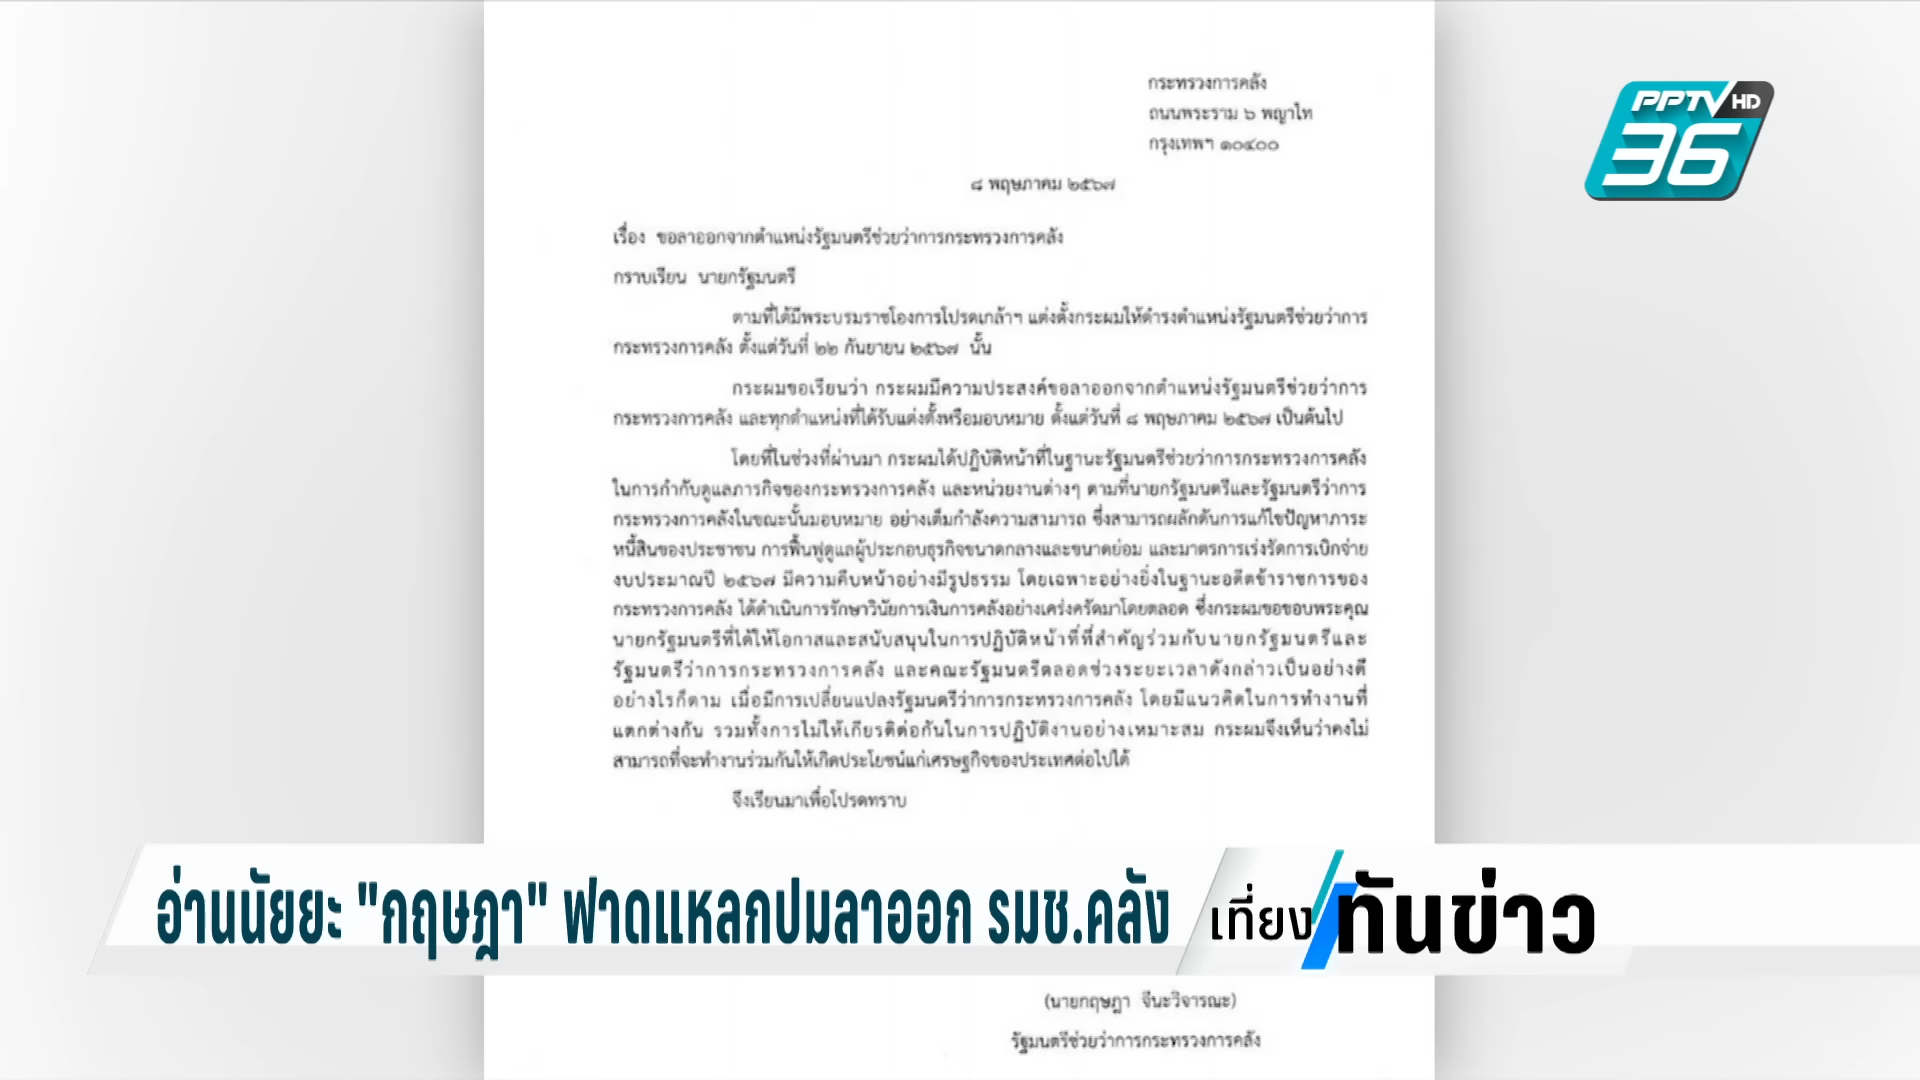 กระทรวงการคลัง
ถนนพระราม ๖ พญาไท
กรุงเทพฯ ๑๐๔๐๐
PPTV HD
36
๘ พฤษภาคม ๒๕๖๗
เรื่อง ขอลาออกจากตำแหน่งรัฐมนตรีช่วยว่าการกระทรวงการคลัง
กราบเรียน นายกรัฐมนตรี
ตามที่ได้มีพระบรมราชโองการโปรดเกล้าฯ แต่งตั้งกระผมให้ดำรงตำแหน่งรัฐมนตรีช่วยว่าการ
กระทรวงการคลัง ตั้งแต่วันที่ ๒๒ กันยายน ๒๕๖๗ นั้น
กระผมขอเรียนว่า กระผมมีความประสงค์ขอลาออกจากตำแหน่งรัฐมนตรีช่วยว่าการ
กระทรวงการคลัง และทุกตำแหน่งที่ได้รับแต่งตั้งหรือมอบหมาย ตั้งแต่วันที่ ๘ พฤษภาคม ๒๕๖๗ เป็นต้นไป
โดยที่ในช่วงที่ผ่านมา กระผมได้ปฏิบัติหน้าที่ในฐานะรัฐมนตรีช่วยว่าการกระทรวงการคลัง
ในการกำกับดูแลภารกิจของกระทรวงการคลัง และหน่วยงานต่างๆ ตามที่นายกรัฐมนตรีและรัฐมนตรีว่าการ
กระทรวงการคลังในขณะนั้นมอบหมาย อย่างเต็มกำลังความสามารถ ซึ่งสามารถผลักดันการแก้ไขปัญหาภาระ
หนี้สินของประชาชน การฟื้นฟูดูแลผู้ประกอบธุรกิจขนาดกลางและขนาดย่อม และมาตรการเร่งรัดการเบิกจ่าย
งบประมาณปี ๒๕๖๗ มีความคืบหน้าอย่างมีรูปธรรม โดยเฉพาะอย่างยิ่งในฐานะอดีตข้าราชการของ
กระทรวงการคลัง ได้ดำเนินการรักษาวินัยการเงินการคลังอย่างเคร่งครัดมาโดยตลอด ซึ่งกระผมขอขอบพระคุณ
นายกรัฐมนตรีที่ได้ให้โอกาสและสนับสนุนในการปฏิบัติหน้าที่ที่สำคัญร่วมกับนายกรัฐมนตรีและ
รัฐมนตรีว่าการกระทรวงการคลัง และคณะรัฐมนตรีตลอดช่วงระยะเวลาดังกล่าวเป็นอย่างดี
อย่างไรก็ตาม เมื่อมีการเปลี่ยนแปลงรัฐมนตรีว่าการกระทรวงการคลัง โดยมีแนวคิดในการทำงานที่
แตกต่างกัน รวมทั้งการไม่ให้เกียรติต่อกันในการปฏิบัติงานอย่างเหมาะสม กระผมจึงเห็นว่าคงไม่
สามารถที่จะทำงานร่วมกันให้เกิดประโยชน์แก่เศรษฐกิจของประเทศต่อไปได้
จึงเรียนมาเพื่อโปรดทราบ
อ่านนัยยะ "กฤษฎา" ฟาดแหลกปมลาออก รมช.คลัง
เที่ยง ทันข่าว
(นายกฤษฎา จีนะวิจารณะ)
รัฐมนตรีช่วยว่าการกระทรวงการคลัง